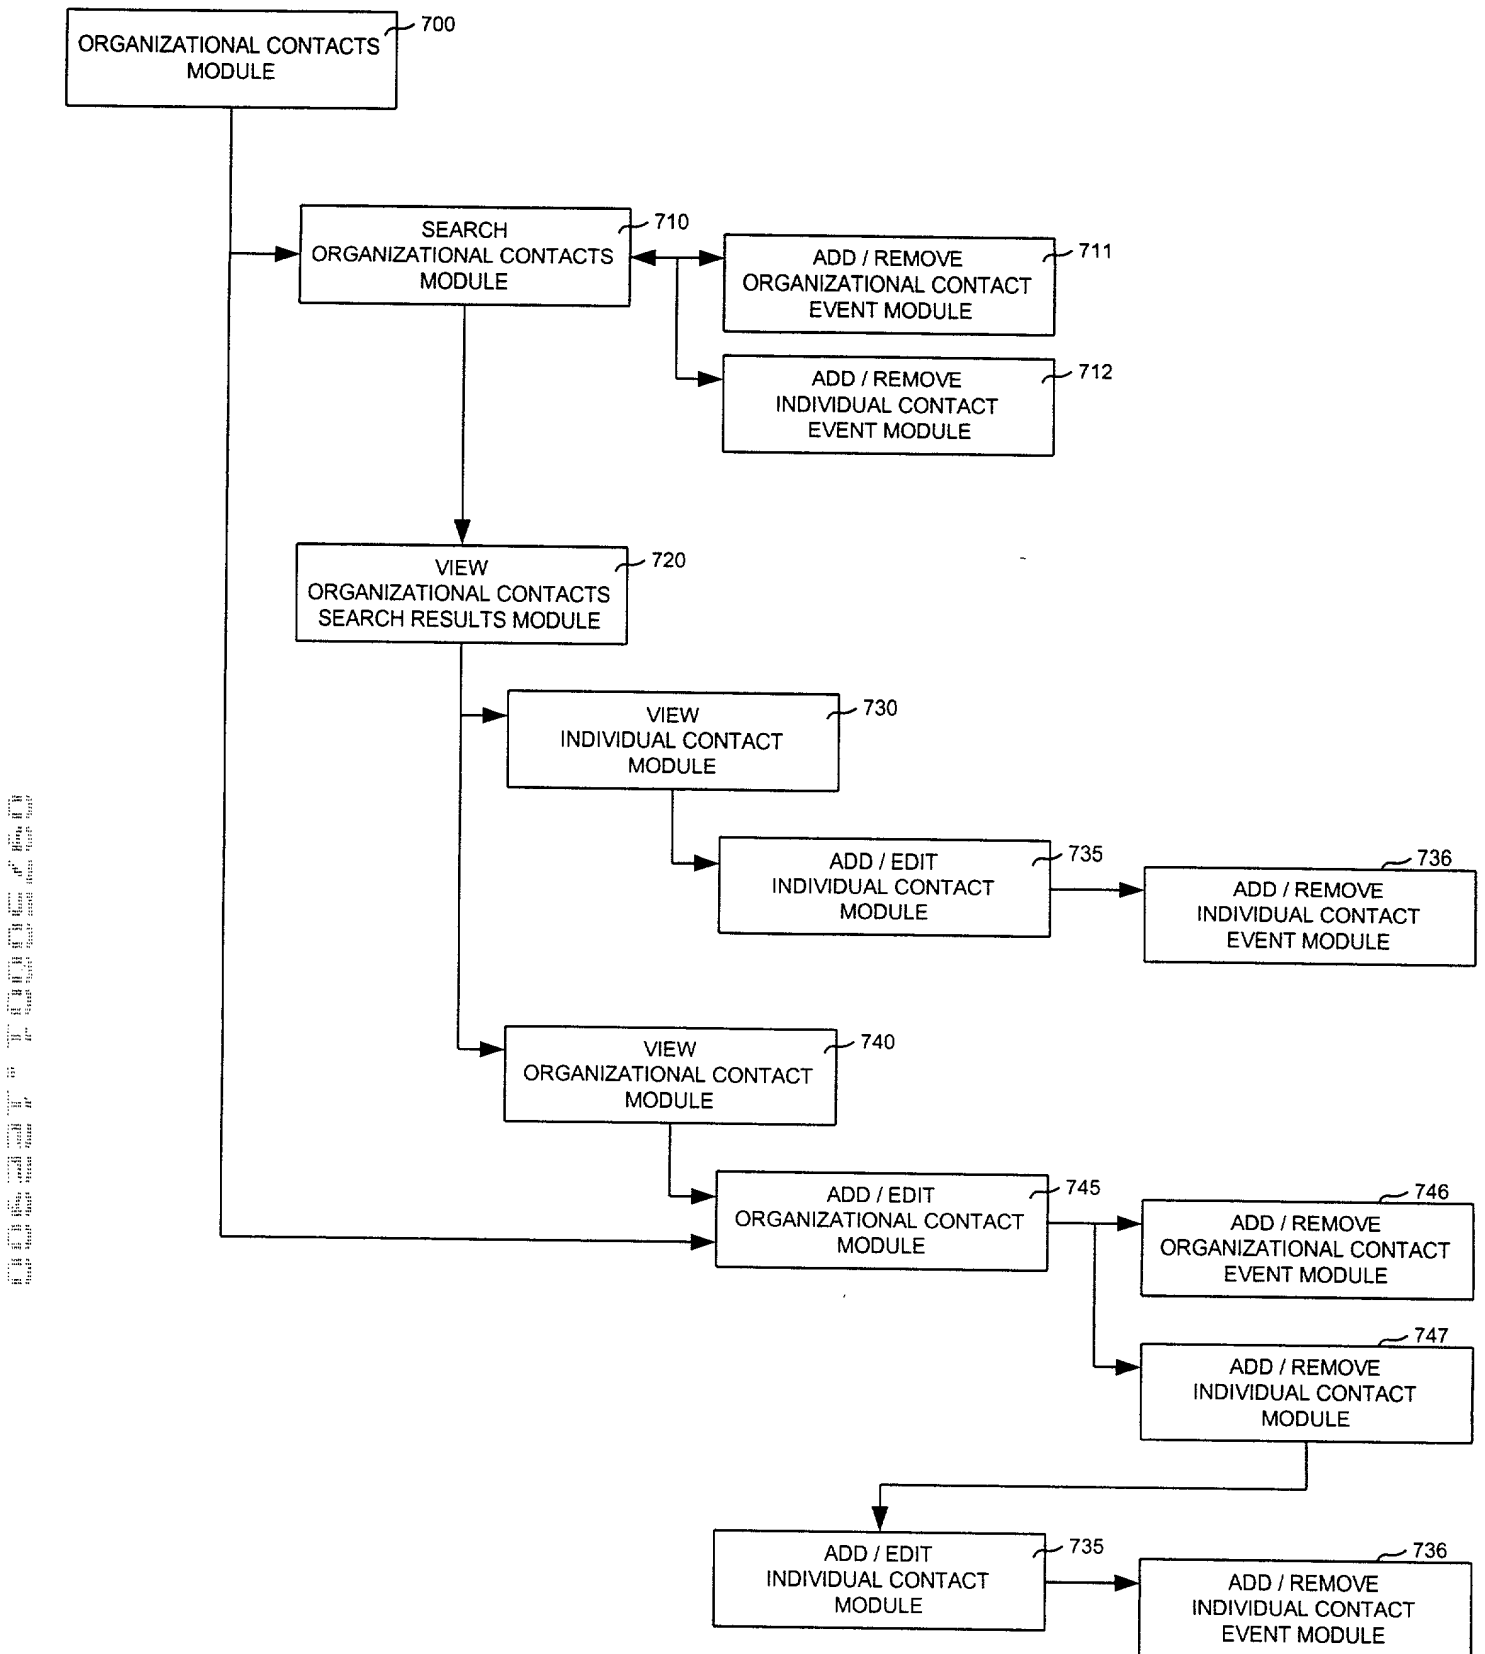 700
ORGANIZATIONAL CONTACTS
MODULE
710
SEARCH
ORGANIZATIONAL CONTACTS
MODULE
711
ADD / REMOVE
ORGANIZATIONAL CONTACT
EVENT MODULE
712
ADD / REMOVE
INDIVIDUAL CONTACT
EVENT MODULE
720
VIEW
ORGANIZATIONAL CONTACTS
SEARCH RESULTS MODULE
730
VIEW
INDIVIDUAL CONTACT
MODULE
735
ADD / EDIT
INDIVIDUAL CONTACT
MODULE
736
ADD / REMOVE
INDIVIDUAL CONTACT
EVENT MODULE
740
VIEW
ORGANIZATIONAL CONTACT
MODULE
745
ADD / EDIT
ORGANIZATIONAL CONTACT
MODULE
746
ADD / REMOVE
ORGANIZATIONAL CONTACT
EVENT MODULE
747
ADD / REMOVE
INDIVIDUAL CONTACT
MODULE
735
ADD / EDIT
INDIVIDUAL CONTACT
MODULE
736
ADD / REMOVE
INDIVIDUAL CONTACT
EVENT MODULE